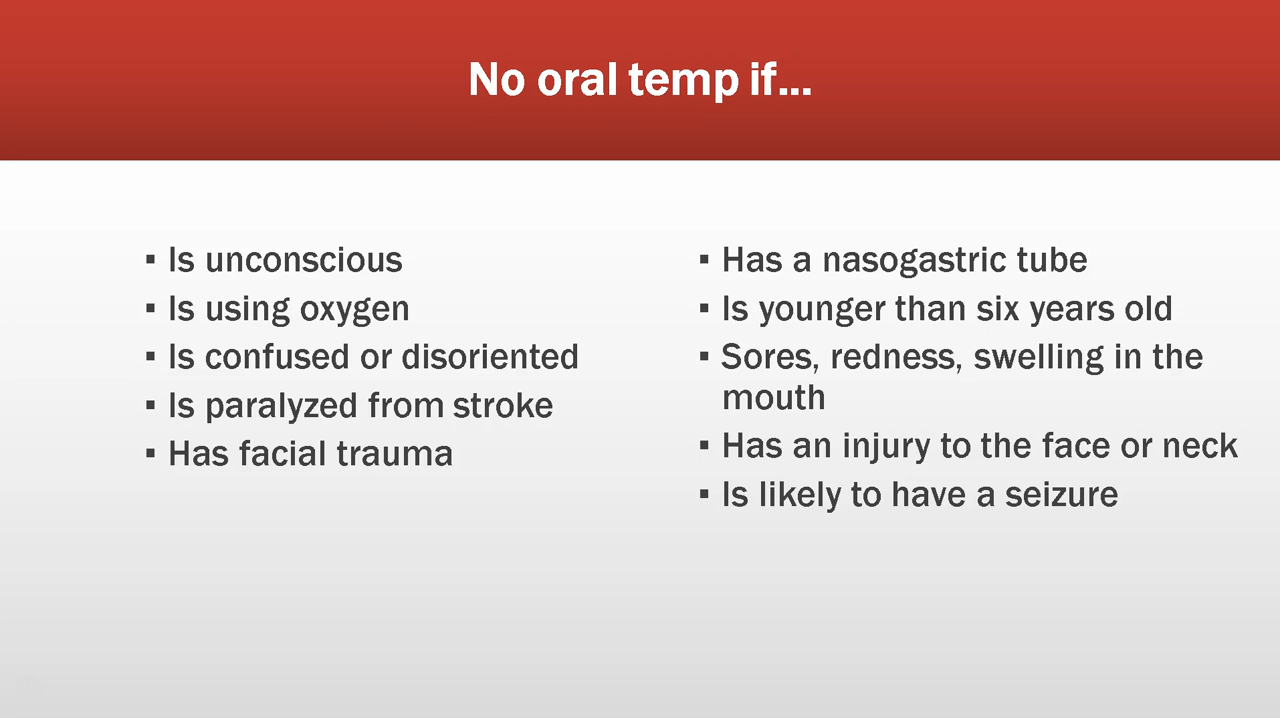 No oral temp if...
▪ Is unconscious
▪ Is using oxygen
▪ Is confused or disoriented
▪ Is paralyzed from stroke
▪ Has facial trauma
▪ Has a nasogastric tube
▪ Is younger than six years old
▪ Sores, redness, swelling in the
mouth
▪ Has an injury to the face or neck
▪ Is likely to have a seizure